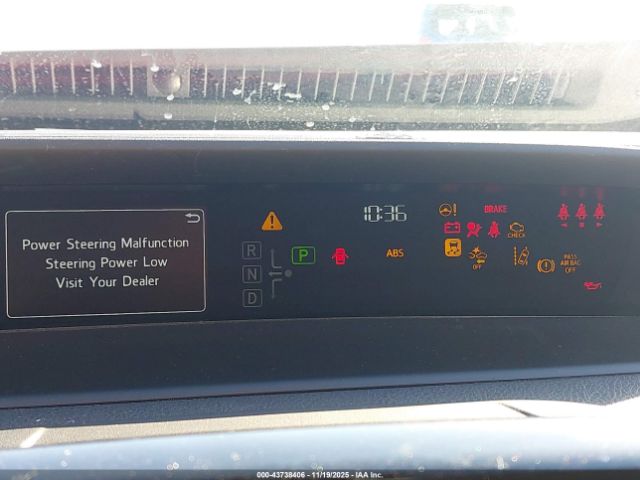 Power Steering Malfunction
Steering Power Low
Visit Your Dealer
R
N
D
P
10:36
ABS
BRAKE
CHECK
OFF
PASS
AIR BAG
OFF
000-43738406 - 11/19/2025 - IAA, Inc.